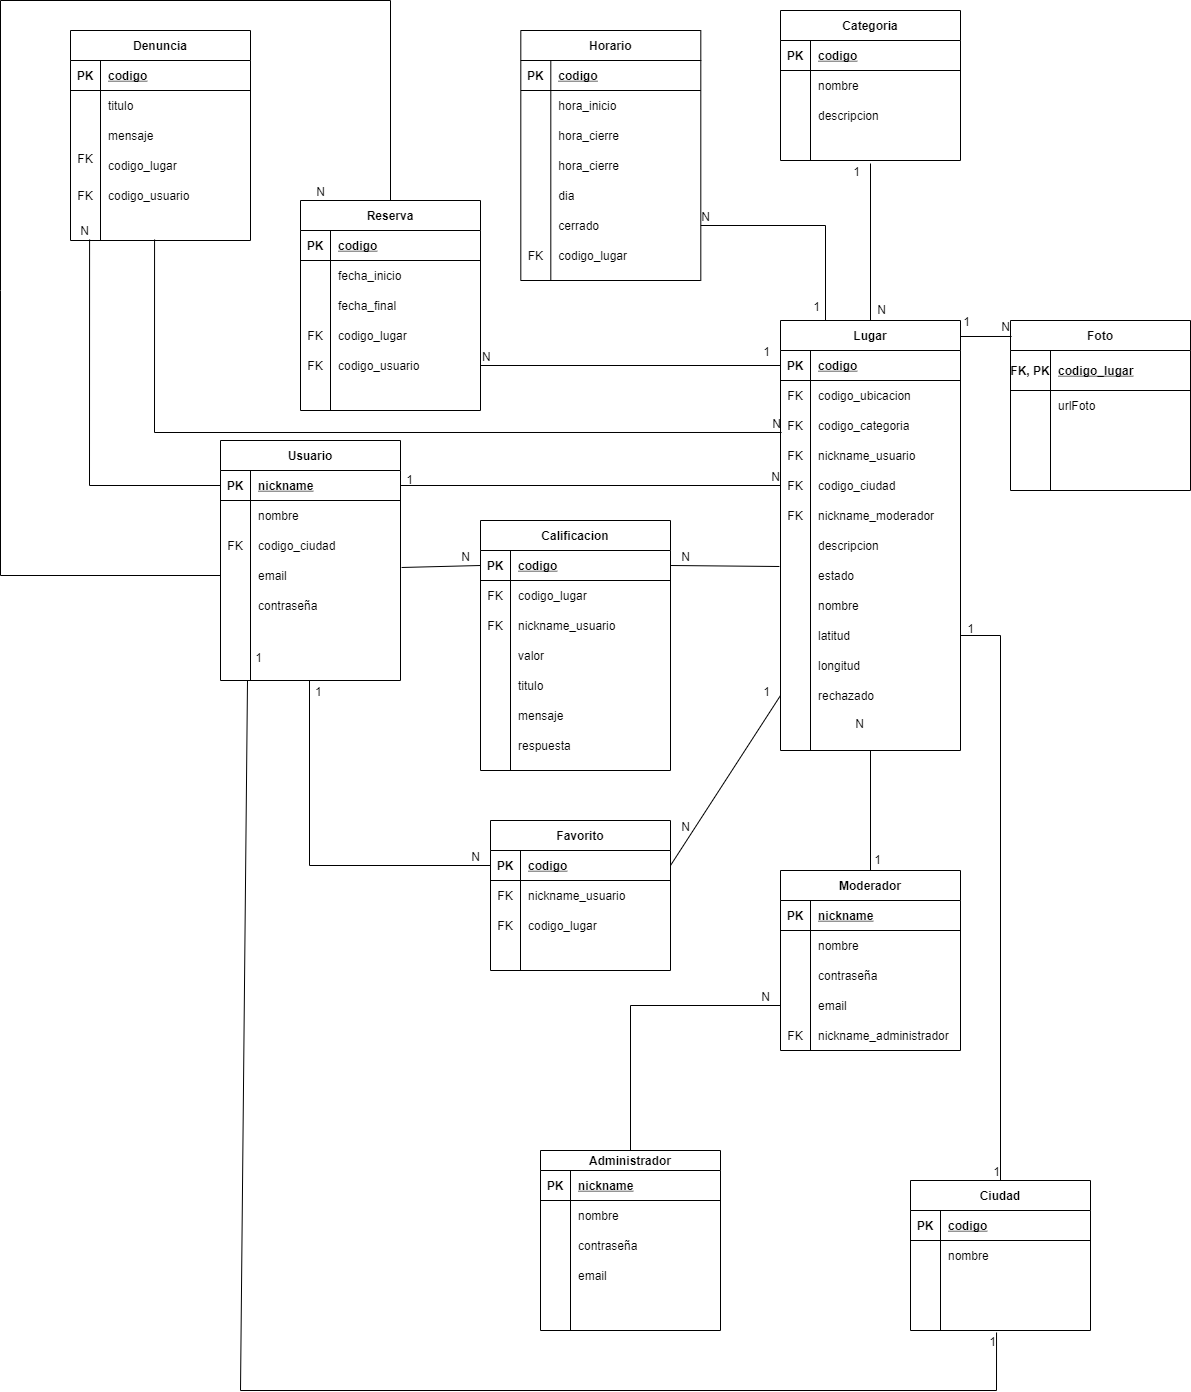 Denuncia
PK codigo
titulo
mensaje
FK codigo_lugar
FK codigo_usuario
N
Horario
PK codigo
hora_inicio
hora_cierre
hora_cierre
dia
cerrado
FK codigo_lugar
N
1
Categoria
PK codigo
nombre
descripcion
1
N
N
Reserva
PK codigo
fecha_inicio
fecha_final
FK codigo_lugar
FK codigo_usuario
N
1
Lugar
PK codigo
FK codigo_ubicacion
N FK codigo_categoria
FK nickname_usuario
N FK codigo_ciudad
FK nickname_moderador
descripcion
estado
nombre
latitud
longitud
rechazado
N
1
N
Foto
FK, PK codigo_lugar
urlFoto
Usuario
PK nickname
1
nombre
FK codigo_ciudad
email
contraseña
1
1
Calificacion
N
N
PK codigo
FK codigo_lugar
FK nickname_usuario
valor
titulo
mensaje
respuesta
1
1
N
Favorito
N
PK codigo
FK nickname_usuario
FK codigo_lugar
1
Moderador
PK nickname
nombre
contraseña
email
FK nickname_administrador
N
Administrador
PK nickname
nombre
contraseña
email
1
Ciudad
PK codigo
nombre
1